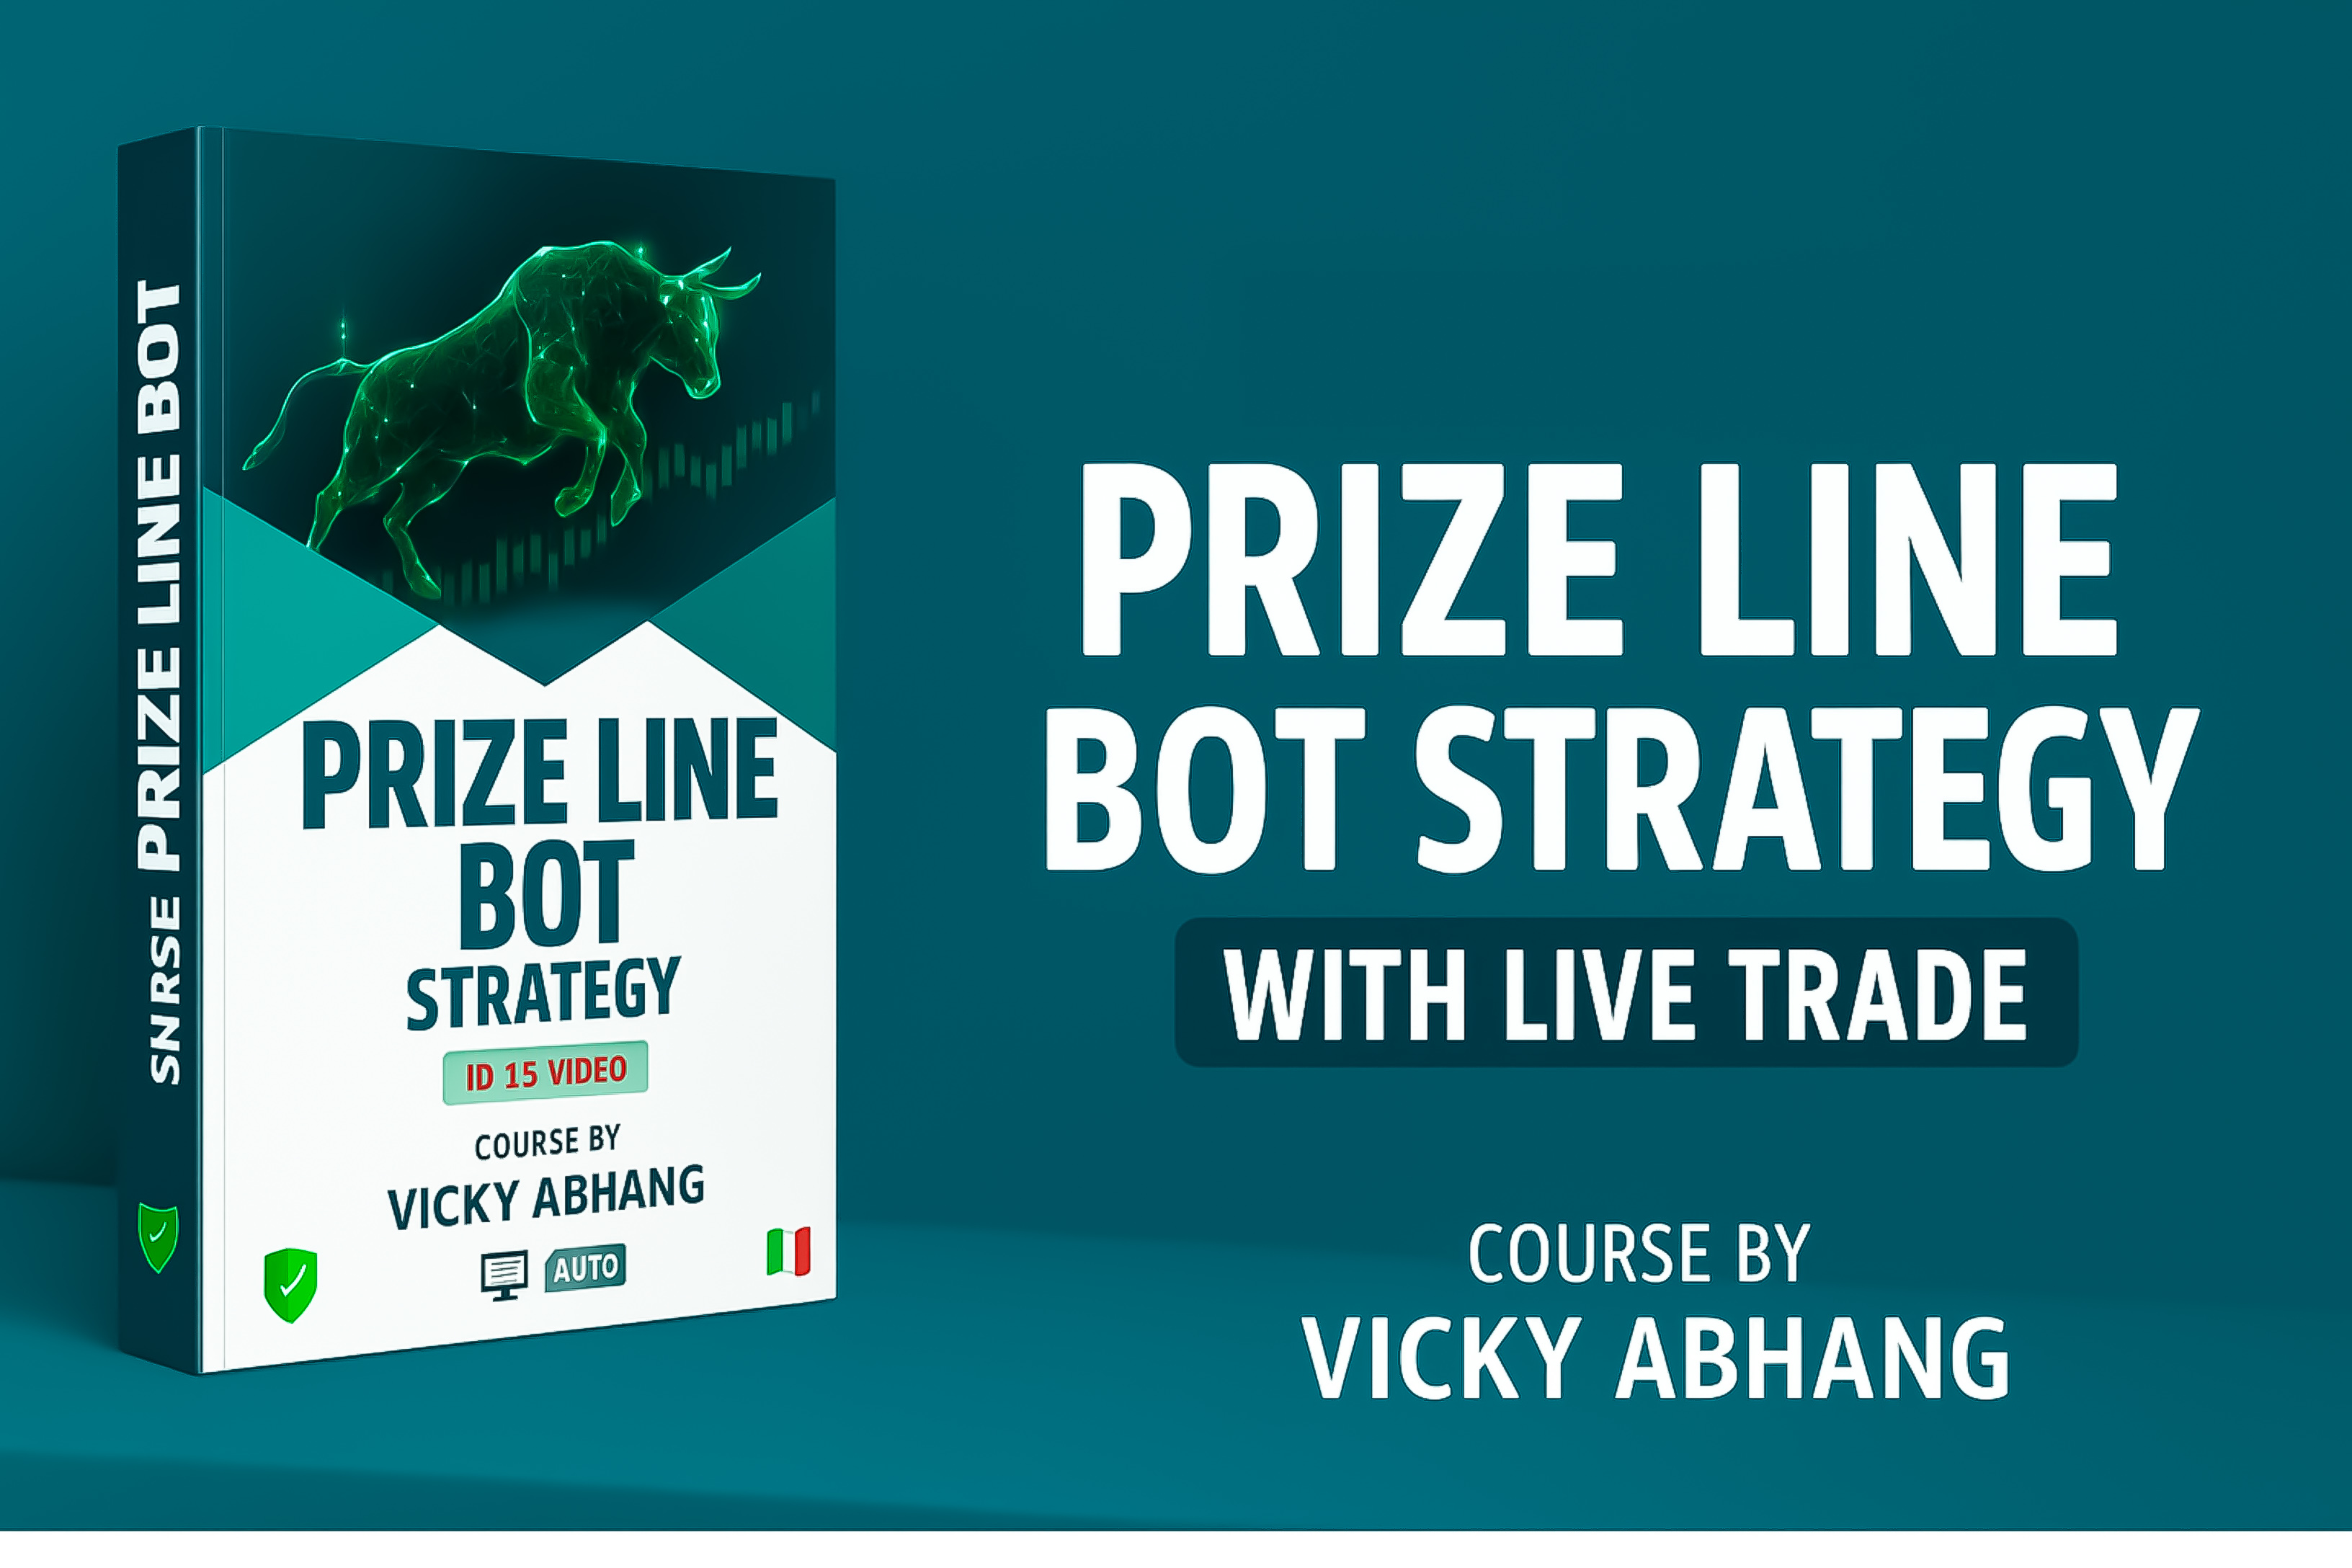 SNRSE PRIZE LINE BOT
PRIZE LINE
BOT
STRATEGY
ID 15 VIDEO
COURSE BY
VICKY ABHANG
AUTO
PRIZE LINE
BOT STRATEGY
WITH LIVE TRADE
COURSE BY
VICKY ABHANG